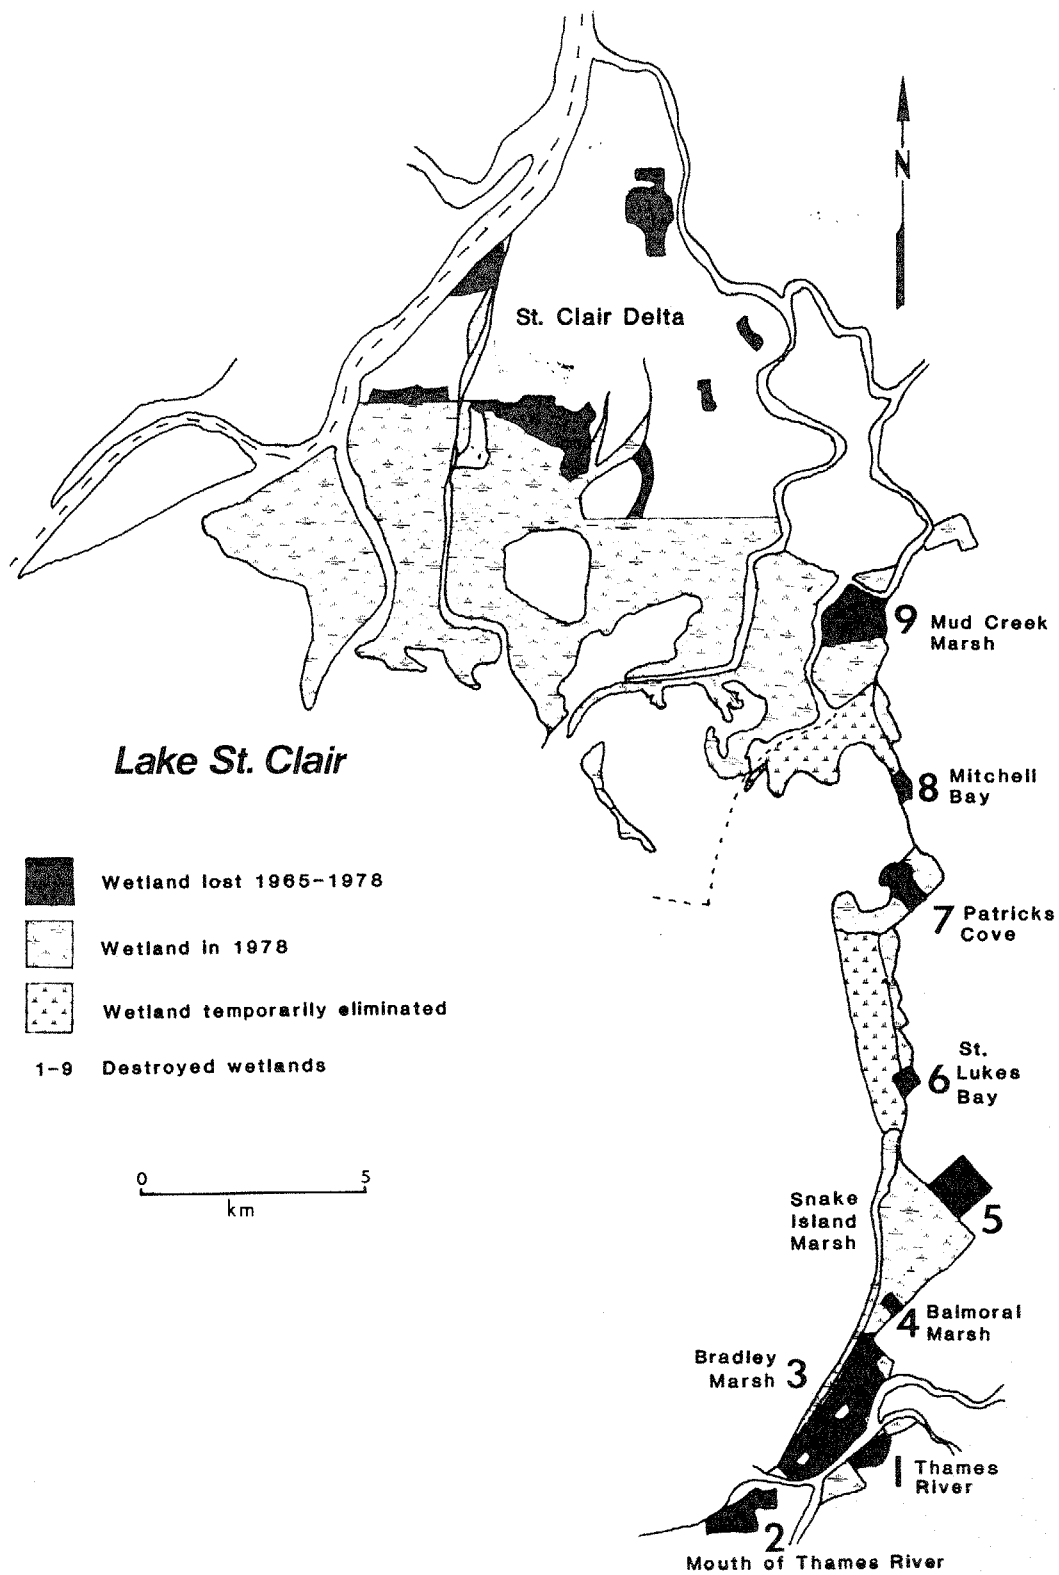 N
St. Clair Delta
9 Mud Creek
Marsh
Lake St. Clair
8 Mitchell
Bay
Wetland lost 1965-1978
7 Patricks
Cove
Wetland in 1978
Wetland temporarily eliminated
1-9 Destroyed wetlands
6 St.
Lukes
Bay
0 5
km
Snake
Island
Marsh
5
4 Balmoral
Marsh
Bradley
Marsh 3
1 Thames
River
2
Mouth of Thames River